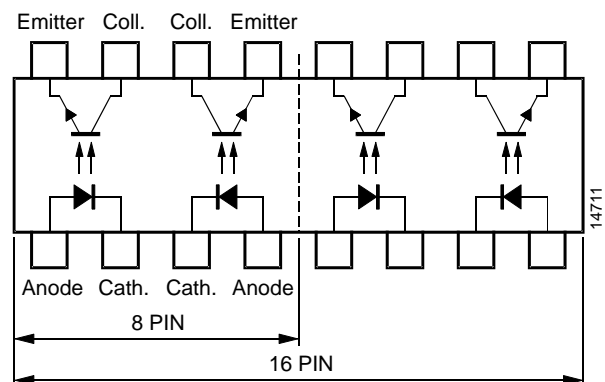 Emitter Coll. Coll. Emitter
14711
Anode Cath. Cath. Anode
8 PIN
16 PIN